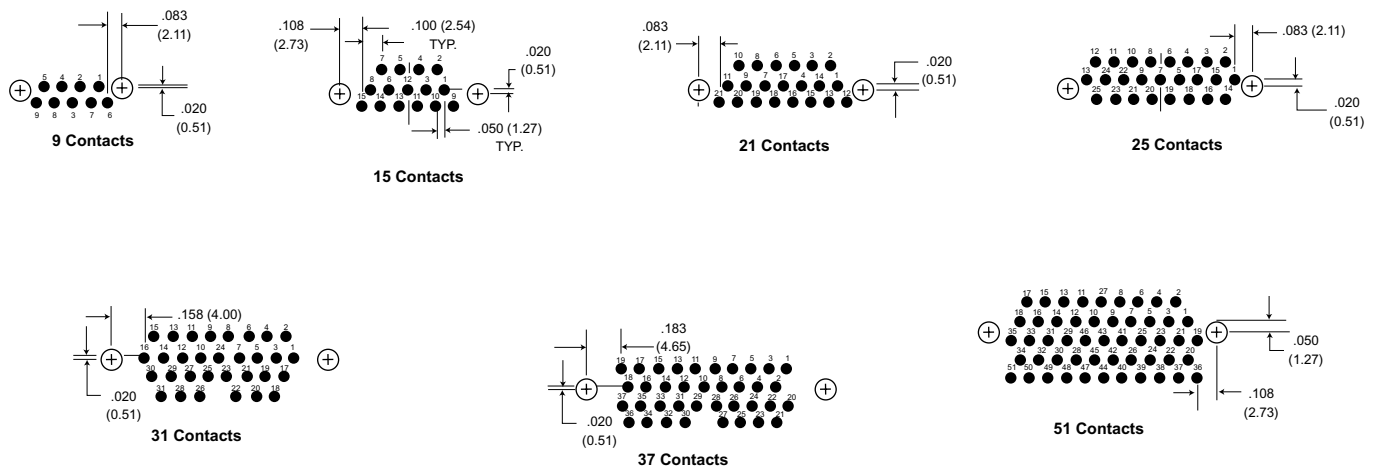 .083
(2.11)
5 4 2 1
9 8 3 7 6
.020
(0.51)
9 Contacts
.108
(2.73)
.100 (2.54)
TYP.
7 5 4 2
8 6 12 3 1
15 14 13 11 10 9
.020
(0.51)
.050 (1.27)
TYP.
15 Contacts
.083
(2.11)
10 8 6 5 3 2
11 9 7 17 4 14 1
21 20 19 18 16 15 13 12
.020
(0.51)
21 Contacts
.083 (2.11)
12 11 10 8 6 4 3 2
13 24 22 9 7 5 17 15 1
25 23 21 20 19 18 16 14
.020
(0.51)
25 Contacts
.158 (4.00)
15 13 11 9 8 6 4 2
16 14 12 10 24 7 5 3 1
30 29 27 25 23 21 19 17
31 28 26 22 20 18
.020
(0.51)
31 Contacts
.183
(4.65)
19 17 15 13 11 9 7 5 3 1
18 16 14 12 10 8 6 4 2
37 35 33 31 29 28 26 24 22 20
36 34 32 30 27 25 23 21
.020
(0.51)
37 Contacts
17 15 13 11 27 8 6 4 2
18 16 14 12 10 9 7 5 3 1
35 33 31 29 46 43 41 25 23 21 19
34 32 30 28 45 42 26 24 22 20
51 50 49 48 47 44 40 39 38 37 36
.050
(1.27)
.108
(2.73)
51 Contacts